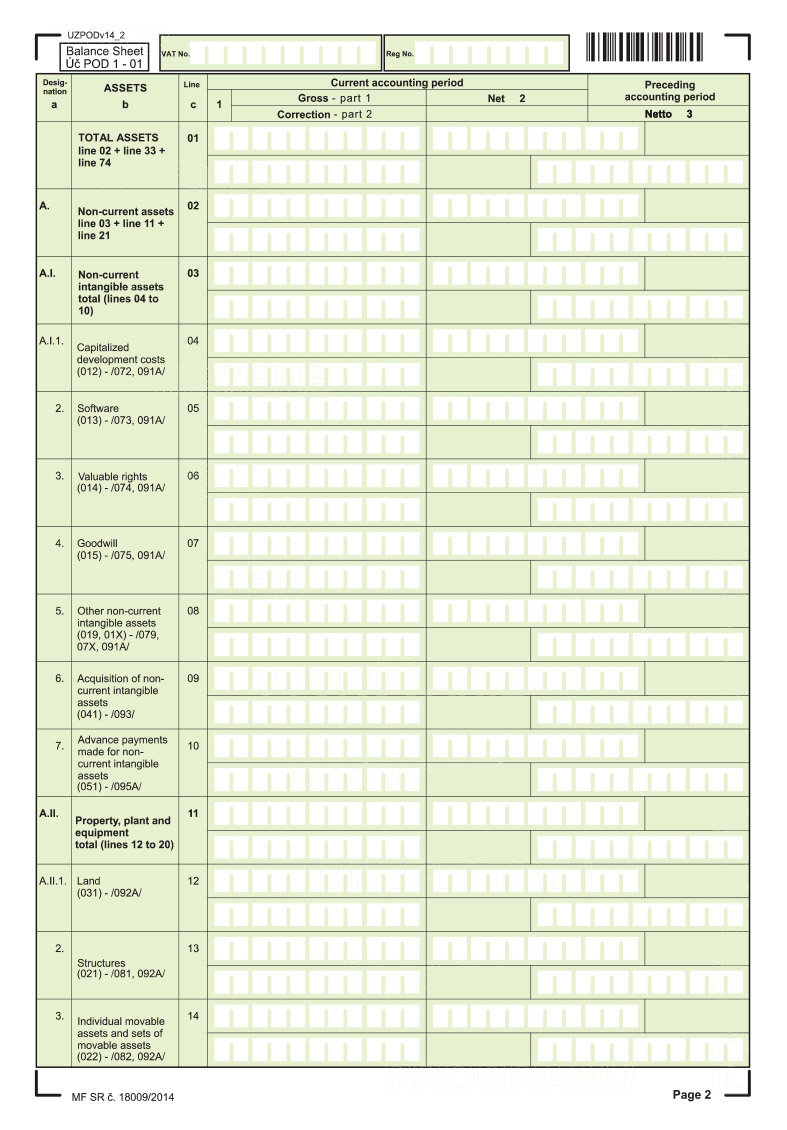 UZPODv14_2
Balance Sheet
Úč POD 1 - 01
VAT No.
Reg No.
Desig-
nation
a
ASSETS
b
Line
c
Current accounting period
1
Gross - part 1
Correction - part 2
Net 2
Preceding
accounting period
Netto 3
TOTAL ASSETS
line 02 + line 33 +
line 74
01
A.
Non-current assets
line 03 + line 11 +
line 21
02
A.I.
Non-current
intangible assets
total (lines 04 to
10)
03
A.I.1.
Capitalized
development costs
(012) - /072, 091A/
04
2.
Software
(013) - /073, 091A/
05
3.
Valuable rights
(014) - /074, 091A/
06
4.
Goodwill
(015) - /075, 091A/
07
5.
Other non-current
intangible assets
(019, 01X) - /079,
07X, 091A/
08
6.
Acquisition of non-
current intangible
assets
(041) - /093/
09
7.
Advance payments
made for non-
current intangible
assets
(051) - /095A/
10
A.II.
Property, plant and
equipment
total (lines 12 to 20)
11
A.II.1.
Land
(031) - /092A/
12
2.
Structures
(021) - /081, 092A/
13
3.
Individual movable
assets and sets of
movable assets
(022) - /082, 092A/
14
MF SR č. 18009/2014
Page 2